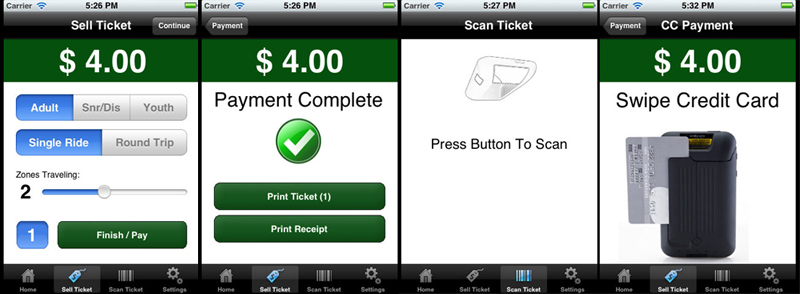 Carrier 5:26 PM
Sell Ticket Continue
$ 4.00
Adult Snr/Dis Youth
Single Ride Round Trip
Zones Traveling:
2
1 Finish / Pay
Home Sell Ticket Scan Ticket Settings
Carrier 5:26 PM
Payment
$ 4.00
Payment Complete
Print Ticket (1)
Print Receipt
Home Sell Ticket Scan Ticket Settings
Carrier 5:27 PM
Scan Ticket
Press Button To Scan
Home Sell Ticket Scan Ticket Settings
Carrier 5:32 PM
Payment CC Payment
$ 4.00
Swipe Credit Card
Home Sell Ticket Scan Ticket Settings